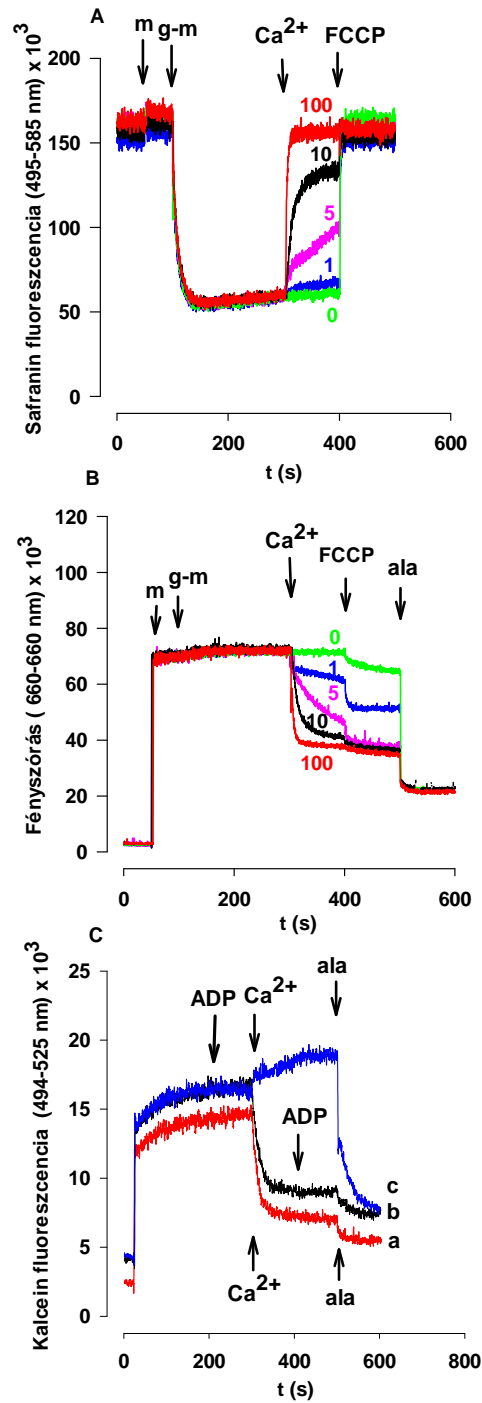 A
m g-m Ca2+ FCCP
200
150
100
50
0
100
10
5
1
0
Safranin fluoreszcencia (495-585 nm) x 103
0 200 400 600
t (s)
B
120
100
80
60
40
20
0
m g-m Ca2+ FCCP ala
0
1
5
10
100
Fényszórás ( 660-660 nm) x 103
0 200 400 600
t (s)
C
25
20
15
10
5
0
ADP Ca2+ ala
ADP
c
b
a
Ca2+ ala
Kalcein fluoreszcencia (494-525 nm) x 103
0 200 400 600 800
t (s)